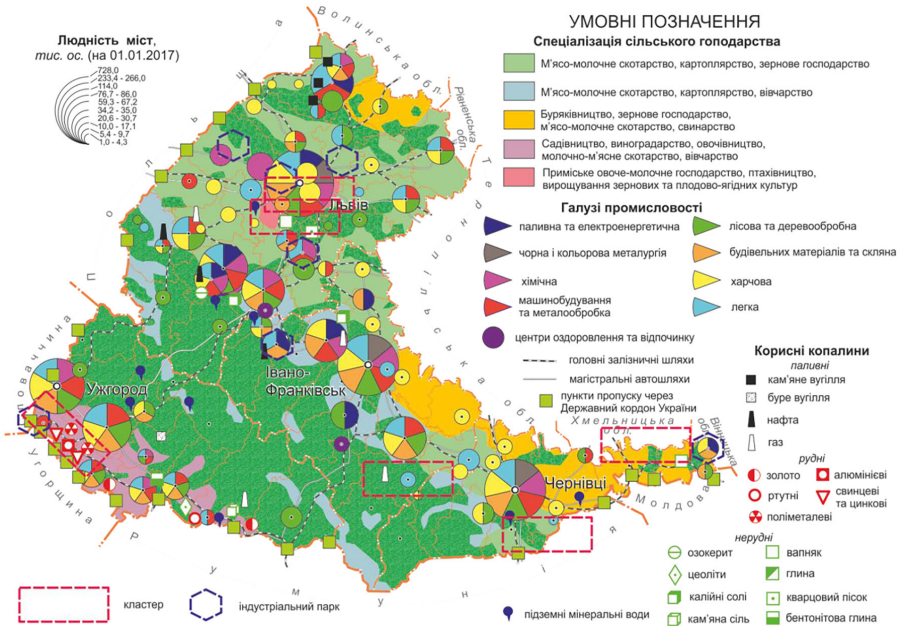 УМОВНІ ПОЗНАЧЕННЯ
Спеціалізація сільського гоподарства
М'ясо-молочне скотарство, картоплярство, зернове господарство
М'ясо-молочне скотарство, картоплярство, вівчарство
Буряківництво, зернове господарство,
м'ясо-молочне скотарство, свинарство
Садівництво, виноградарство, овочівництво,
молочно-м'ясне скотарство, вівчарство
Приміське овоче-молочне господарство, птахівництво,
вирощування зернових та плодово-ягідних культур
Галузі промисловості
паливна та електроенергетична
чорна і кольорова металургія
хімічна
машинобудування
та металообробка
лісова та деревообробна
будівельних матеріалів та скляна
харчова
легка
центри оздоровлення та відпочинку
головні залізничні шляхи
магістральні автошляхи
пункти пропуску через
Державний кордон України
Корисні копалини
паливні
кам'яне вугілля
буре вугілля
нафта
газ
рудні
золото
ртутні
поліметалеві
алюмінієві
свинцеві
та цинкові
нерудні
озокерит
цеоліти
калійні солі
кам'яна сіль
вапняк
глина
кварцовий пісок
бентонітова глина
Людність міст,
тис. ос. (на 01.01.2017)
728,0
233,4 - 266,0
114,0
76,7 - 86,0
59,3 - 67,2
34,2 - 35,0
20,6 - 30,7
10,0 - 17,1
5,4 - 9,7
1,0 - 4,3
Волинська обл.
Рівненська
обл.
Тернопільська обл.
Хмельницька
обл.
Вінницька
обл.
Молдова
Румунія
Угорщина
Словаччина
Польща
Львів
Івано-
Франківськ
Ужгород
Чернівці
кластер
індустріальний парк
підземні мінеральні води